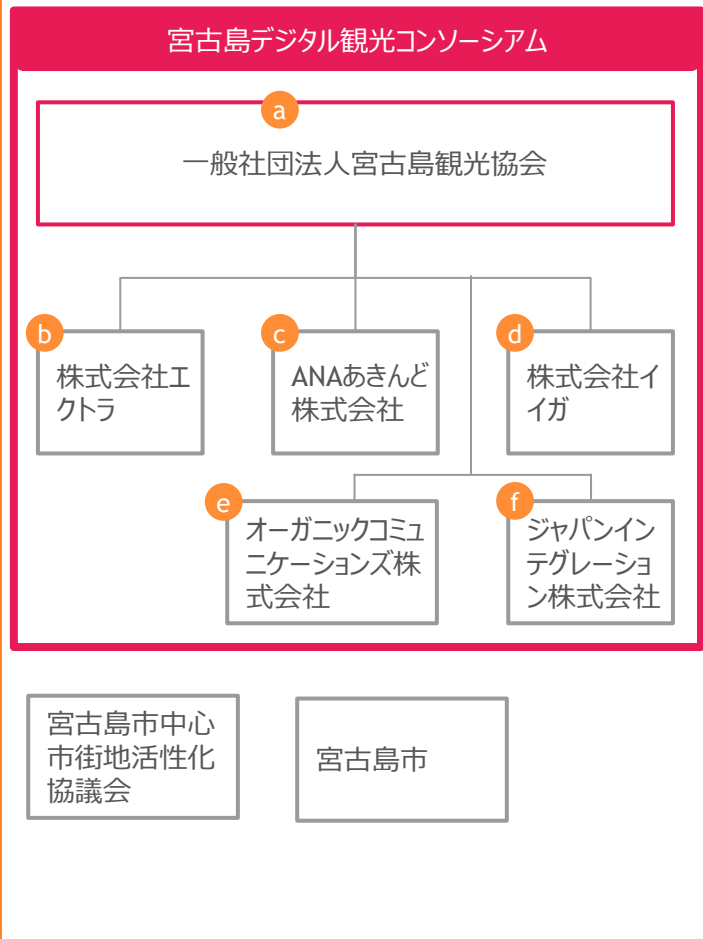 宮古島デジタル観光コンソーシアム
a
一般社団法人宮古島観光協会
b
株式会社エ
クトラ
c
ANAあきんど
株式会社
d
株式会社イ
イガ
e
オーガニックコミュ
ニケーションズ株
式会社
f
ジャパンイン
テグレーショ
ン株式会社
宮古島市中心
市街地活性化
協議会
宮古島市